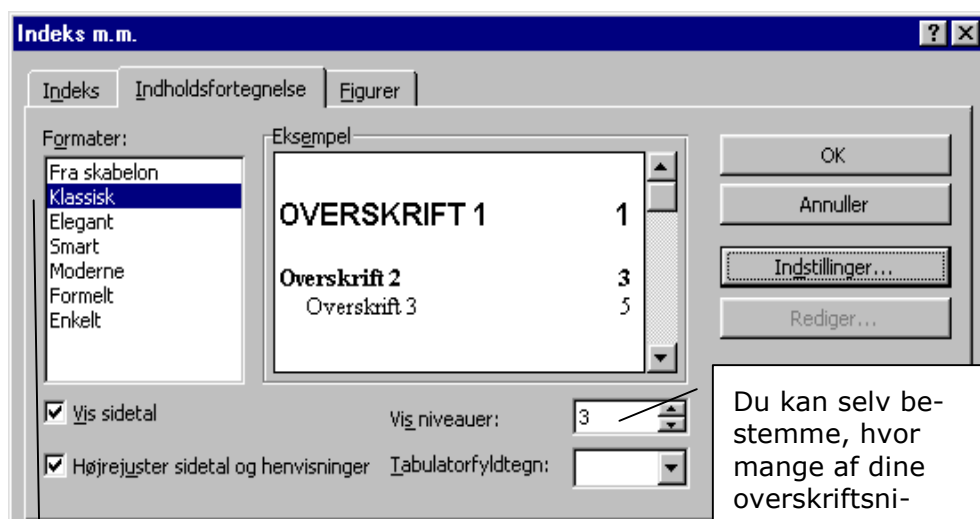 Indeks m.m.
Indeks Indholdsfortegnelse Figurer
Formater:
Fra skabelon
Klassisk
Elegant
Smart
Moderne
Formelt
Enkelt
Eksempel
OVERSKRIFT 1 1
Overskrift 2 3
Overskrift 3 5
OK
Annuller
Indstillinger...
Rediger...
Vis sidetal
Højrejuster sidetal og henvisninger
Vis niveauer: 3
Tabulatorfyldtegn:
Du kan selv be-
stemme, hvor
mange af dine
overskriftsni-